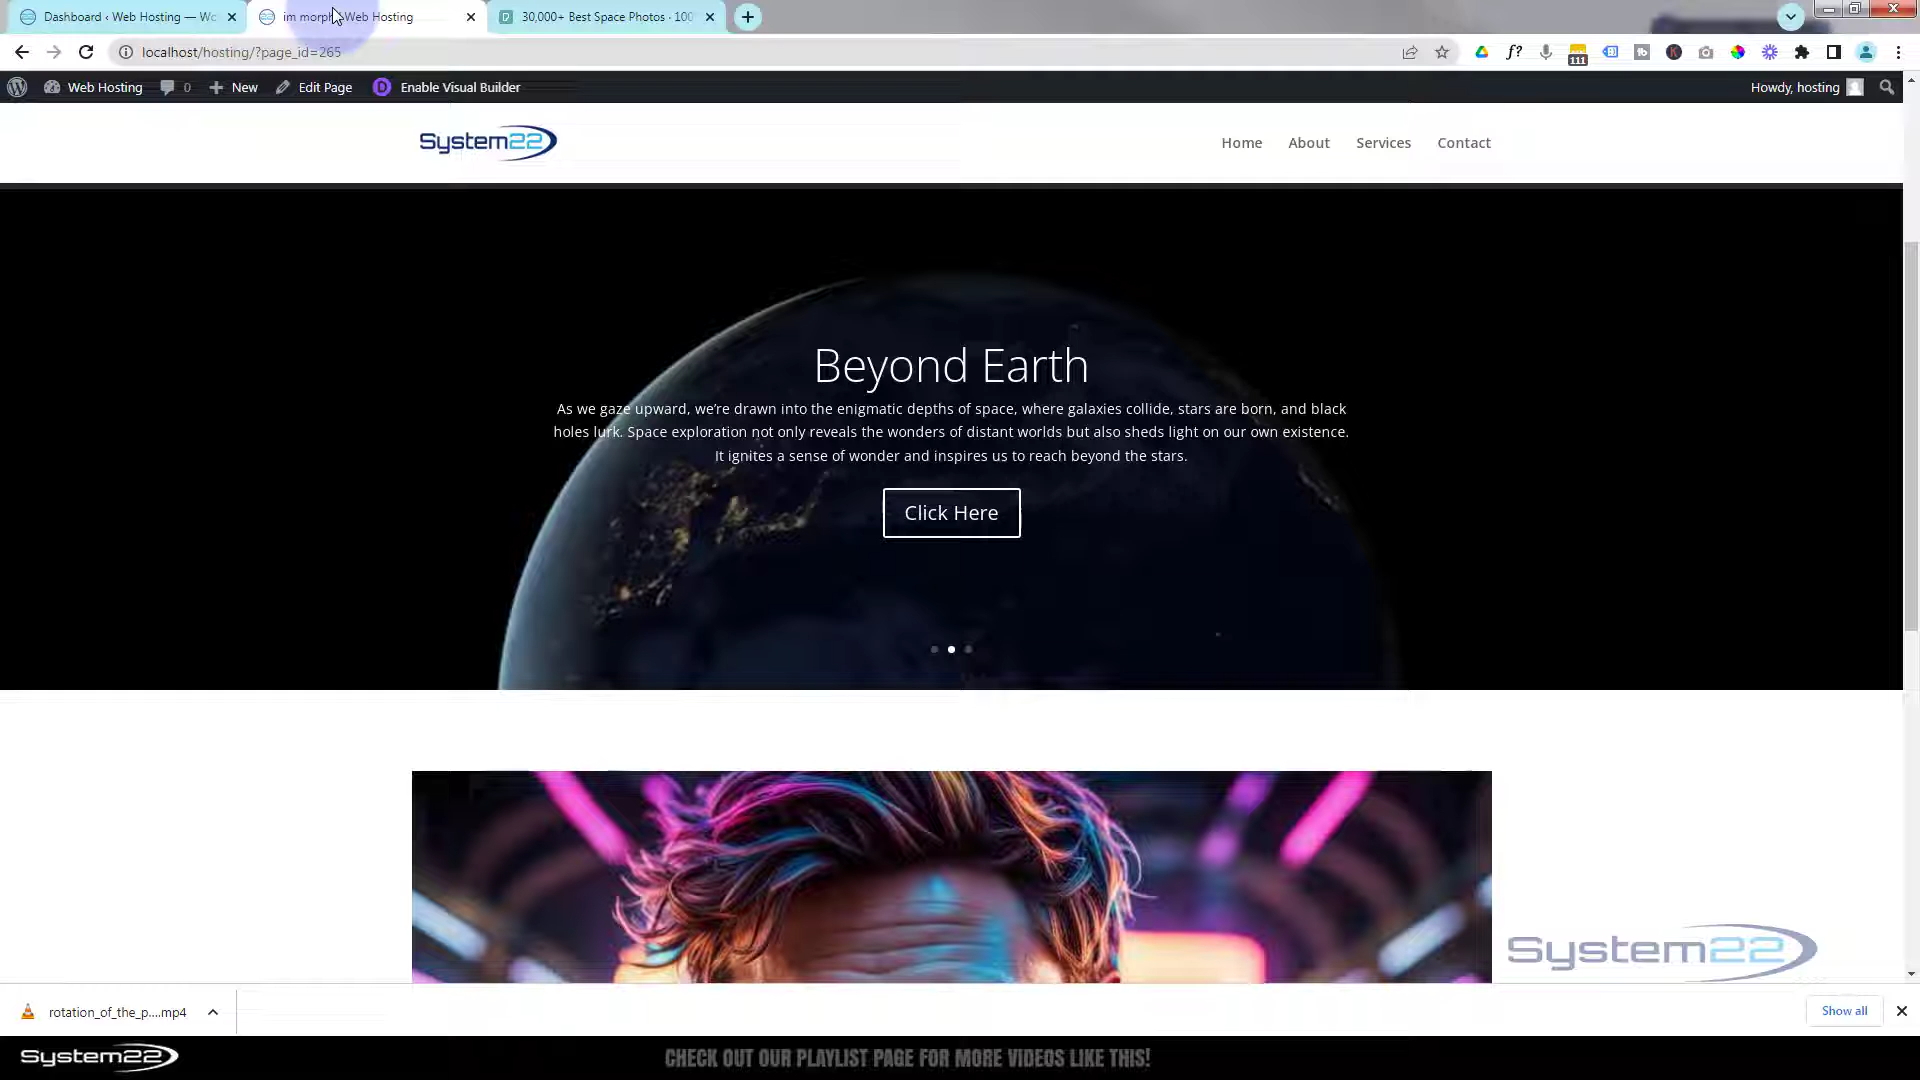 Dashboard ‹ Web Hosting — Wo
im morph Web Hosting
30,000+ Best Space Photos · 100
localhost/hosting/?page_id=265
111
Web Hosting
0
New
Edit Page
D
Enable Visual Builder
Howdy, hosting
System22
Home
About
Services
Contact
Beyond Earth
As we gaze upward, we’re drawn into the enigmatic depths of space, where galaxies collide, stars are born, and black
holes lurk. Space exploration not only reveals the wonders of distant worlds but also sheds light on our own existence.
It ignites a sense of wonder and inspires us to reach beyond the stars.
Click Here
System22
rotation_of_the_p....mp4
Show all
System22
CHECK OUT OUR PLAYLIST PAGE FOR MORE VIDEOS LIKE THIS!